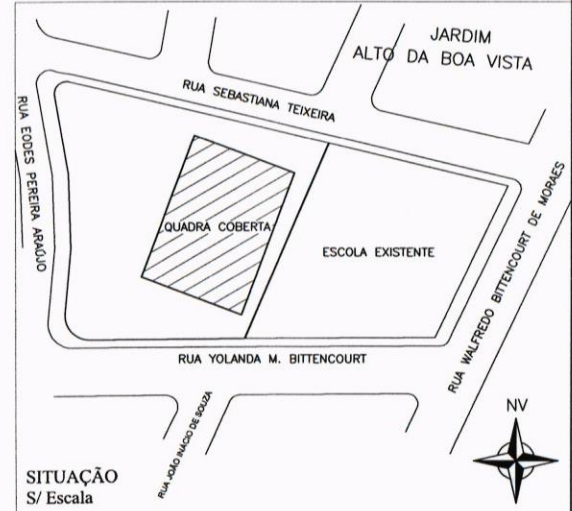 JARDIM
ALTO DA BOA VISTA
RUA SEBASTIANA TEIXEIRA
RUA EODES PEREIRA ARAÚJO
QUADRA COBERTA
ESCOLA EXISTENTE
RUA WALFREDO BITTENCOURT DE MORAES
RUA YOLANDA M. BITTENCOURT
RUA JOÃO INACIO DE SOUZA
NV
SITUAÇÃO
S/ Escala